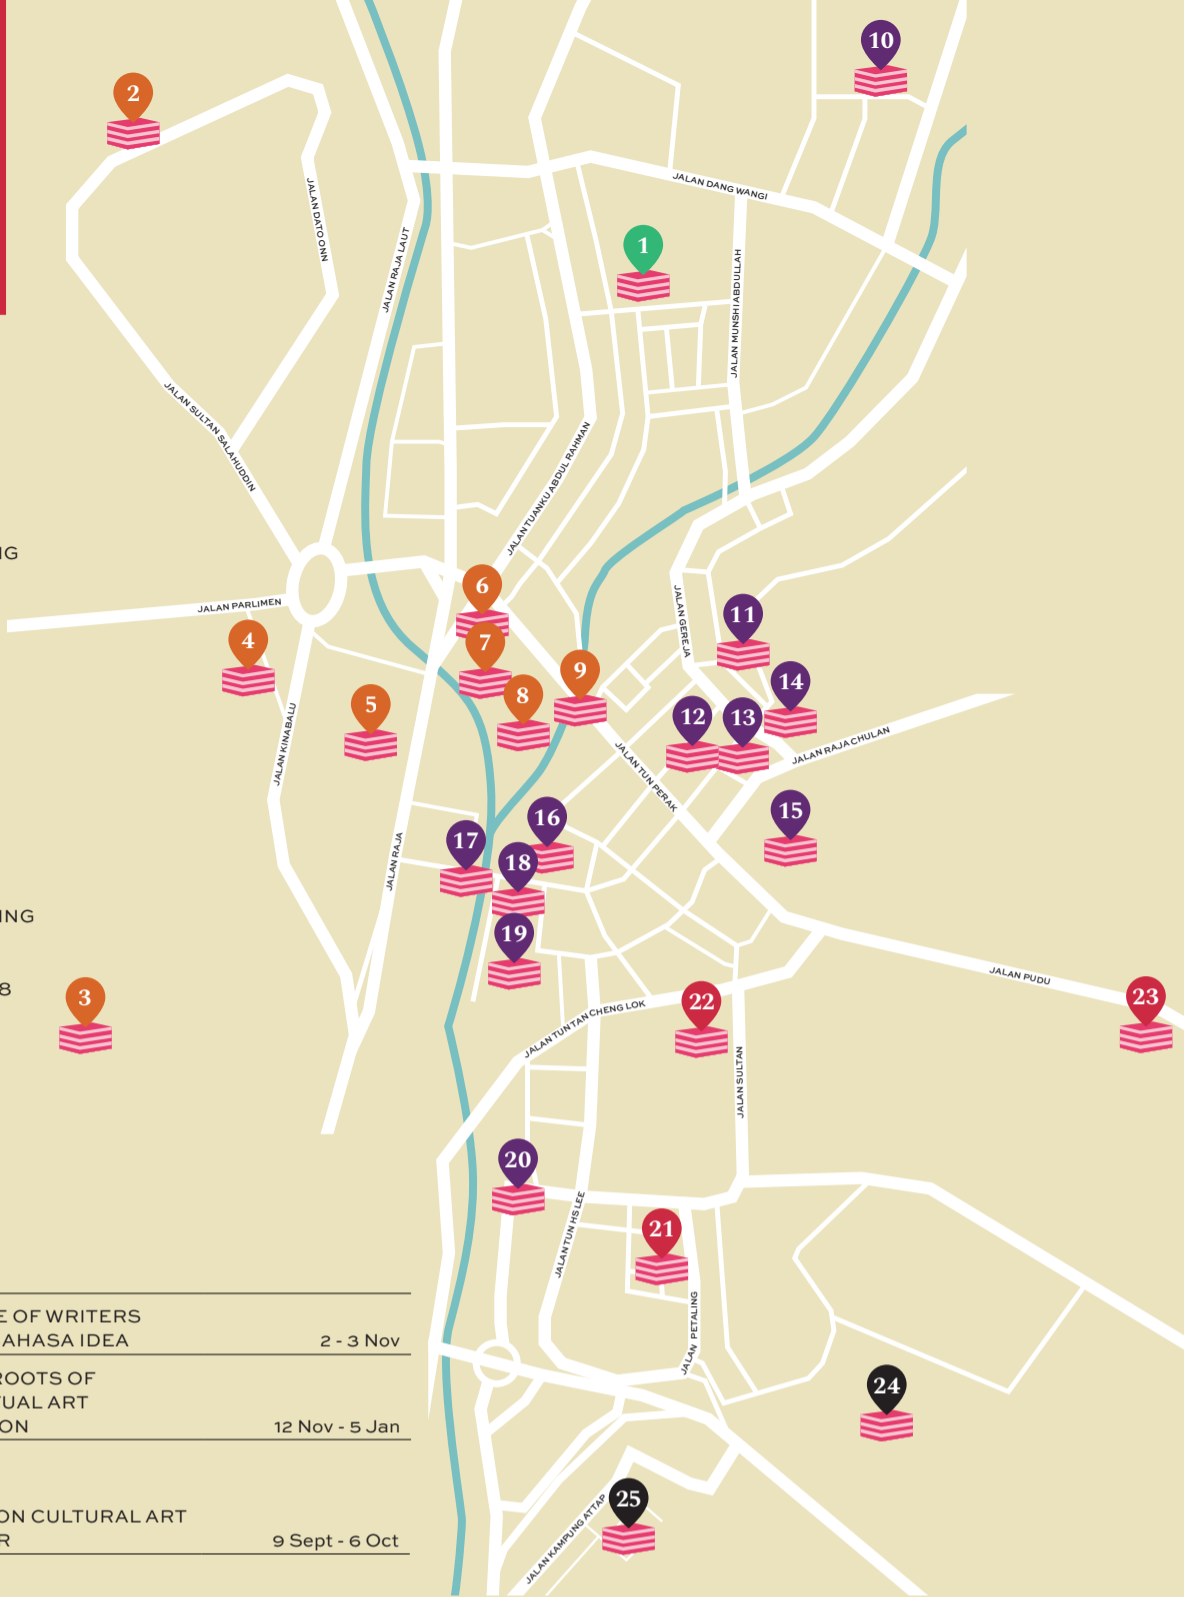 10
2
JALAN DANG WANGI
JALAN DATO ONN
JALAN RAJA LAUT
1
JALAN MUNSHI ABDULLAH
JALAN SULTAN SALAHUDDIN
JALAN TUANKU ABDUL RAHMAN
6
JALAN PARLIMEN
JALAN GEREJA
11
4
7
9
14
8
5
12
13
JALAN KINABALU
JALAN RAJA CHULAN
JALAN TUN PERAK
15
16
17
18
JALAN RAJA
19
ING
8
3
JALAN PUDU
23
22
JALAN TUN TAN CHENG LOK
JALAN SULTAN
20
JALAN TUN HS LEE
21
JALAN PETALING
E OF WRITERS
AHASA IDEA 2 - 3 Nov
ROOTS OF
UAL ART
ON 12 Nov - 5 Jan
24
25
JALAN KAMPUNG ATTAP
ON CULTURAL ART
R 9 Sept - 6 Oct